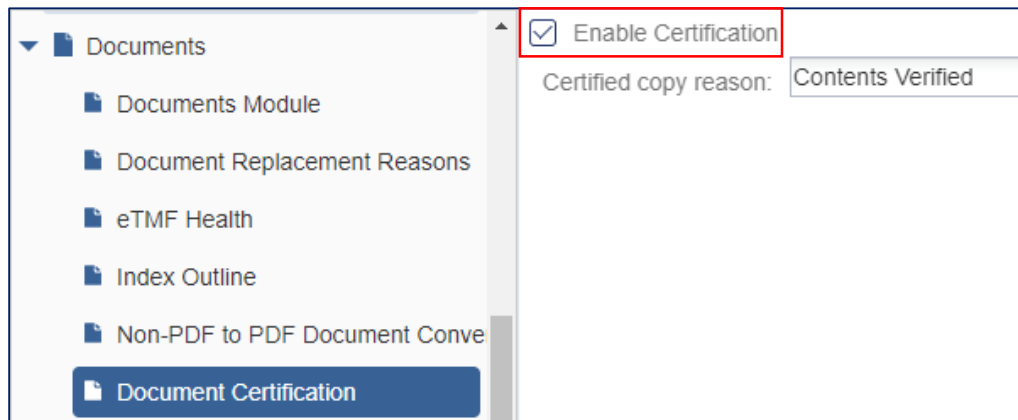 Documents
Documents Module
Document Replacement Reasons
eTMF Health
Index Outline
Non-PDF to PDF Document Conve
Document Certification
Enable Certification
Certified copy reason: Contents Verified